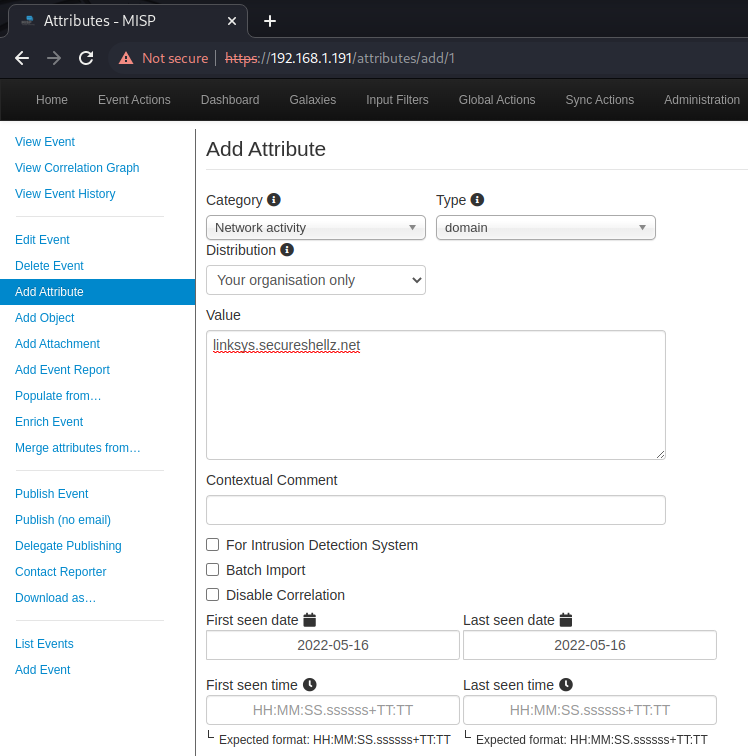 Attributes - MISP
Not secure https://192.168.1.191/attributes/add/1
Home Event Actions Dashboard Galaxies Input Filters Global Actions Sync Actions Administration
View Event
View Correlation Graph
View Event History
Edit Event
Delete Event
Add Attribute
Add Object
Add Attachment
Add Event Report
Populate from…
Enrich Event
Merge attributes from…
Publish Event
Publish (no email)
Delegate Publishing
Contact Reporter
Download as…
List Events
Add Event
Add Attribute
Category Type
Network activity domain
Distribution
Your organisation only
Value
linksys.secureshellz.net
Contextual Comment
For Intrusion Detection System
Batch Import
Disable Correlation
First seen date Last seen date
2022-05-16 2022-05-16
First seen time Last seen time
HH:MM:SS.ssssss+TT:TT HH:MM:SS.ssssss+TT:TT
Expected format: HH:MM:SS.ssssss+TT:TT Expected format: HH:MM:SS.ssssss+TT:TT